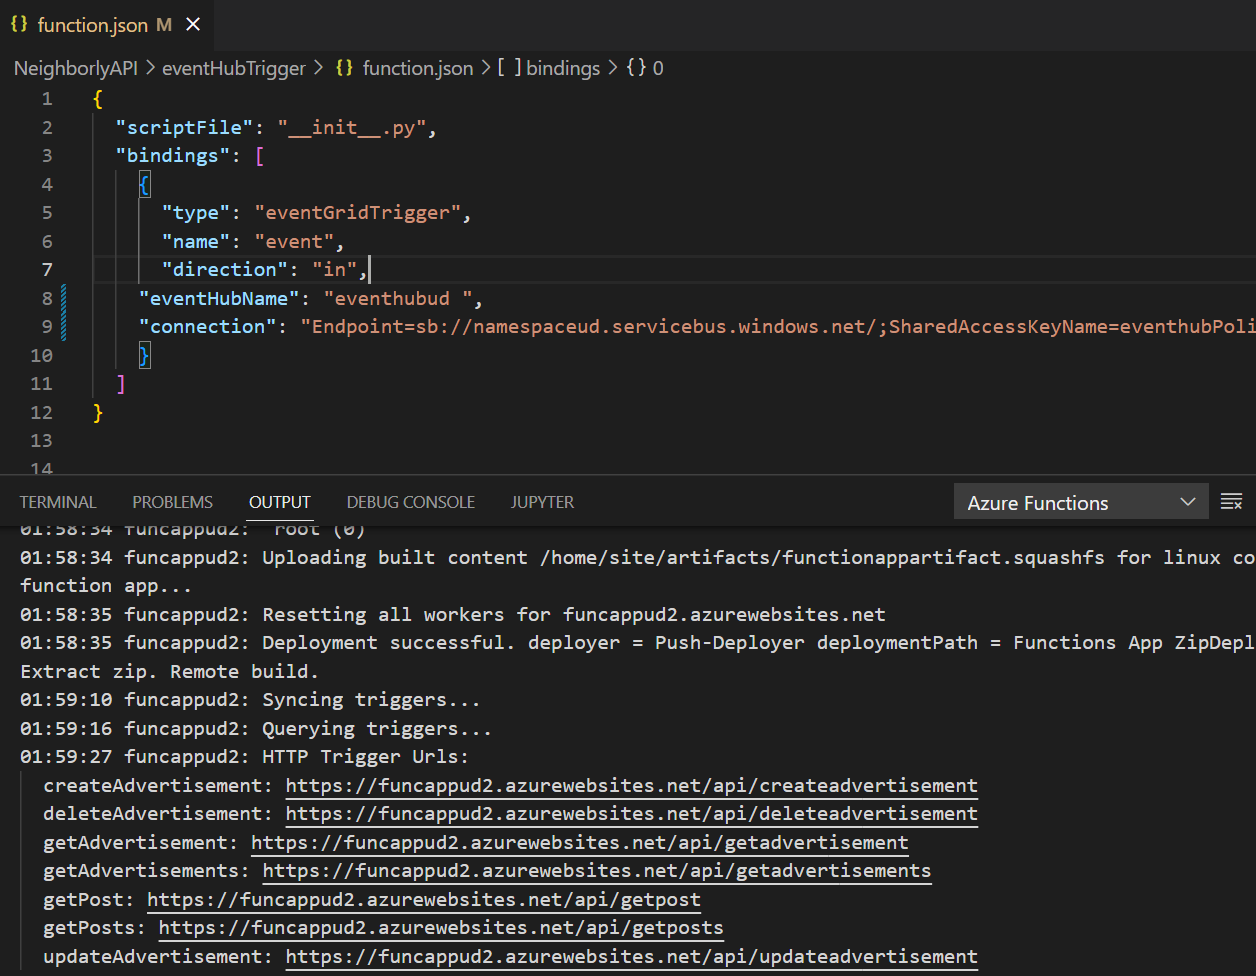 {} function.json M ×
NeighborlyAPI > eventHubTrigger > {} function.json > [ ] bindings > {} 0
1 {
2 "scriptFile": "__init__.py",
3 "bindings": [
4 {
5 "type": "eventGridTrigger",
6 "name": "event",
7 "direction": "in",
8 "eventHubName": "eventhubud ",
9 "connection": "Endpoint=sb://namespaceud.servicebus.windows.net/;SharedAccessKeyName=eventhubPoli
10 }
11 ]
12 }
13
14
TERMINAL PROBLEMS OUTPUT DEBUG CONSOLE JUPYTER Azure Functions
01:58:34 funcappud2: root (0)
01:58:34 funcappud2: Uploading built content /home/site/artifacts/functionappartifact.squashfs for linux co
function app...
01:58:35 funcappud2: Resetting all workers for funcappud2.azurewebsites.net
01:58:35 funcappud2: Deployment successful. deployer = Push-Deployer deploymentPath = Functions App ZipDepl
Extract zip. Remote build.
01:59:10 funcappud2: Syncing triggers...
01:59:16 funcappud2: Querying triggers...
01:59:27 funcappud2: HTTP Trigger Urls:
createAdvertisement: https://funcappud2.azurewebsites.net/api/createadvertisement
deleteAdvertisement: https://funcappud2.azurewebsites.net/api/deleteadvertisement
getAdvertisement: https://funcappud2.azurewebsites.net/api/getadvertisement
getAdvertisements: https://funcappud2.azurewebsites.net/api/getadvertisements
getPost: https://funcappud2.azurewebsites.net/api/getpost
getPosts: https://funcappud2.azurewebsites.net/api/getposts
updateAdvertisement: https://funcappud2.azurewebsites.net/api/updateadvertisement